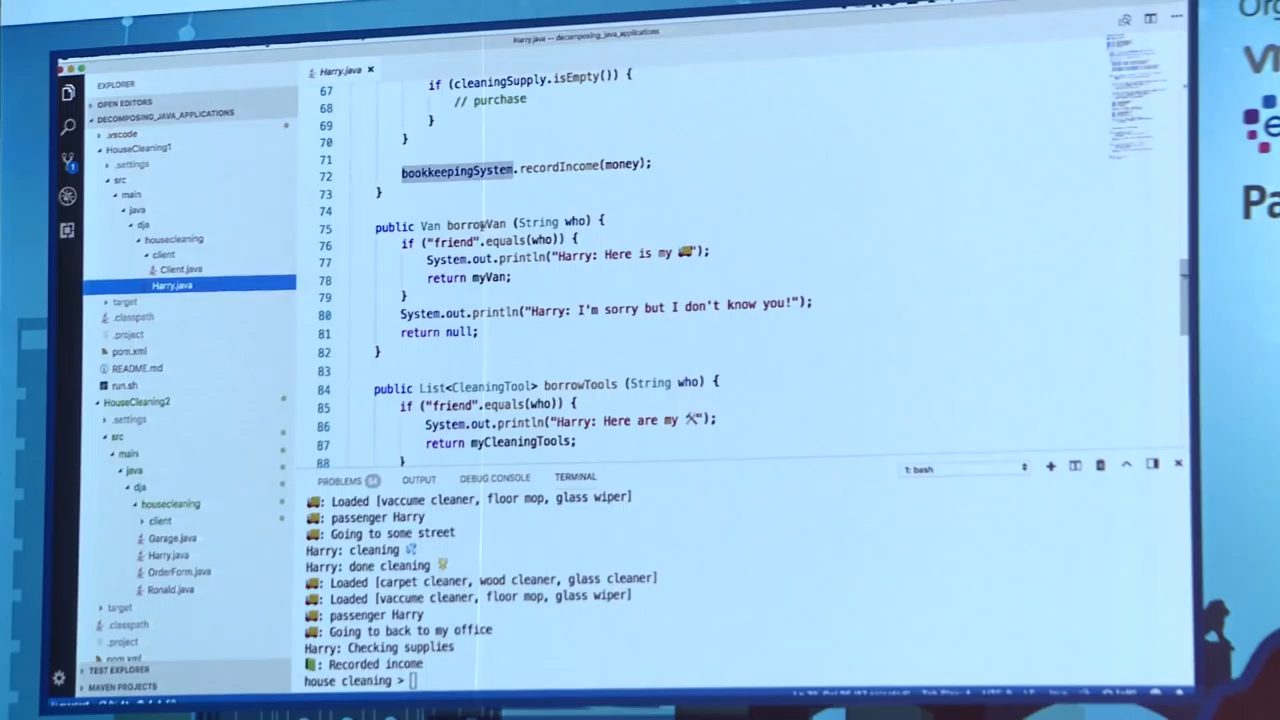 Harry.java — decomposing_java_applications
EXPLORER
OPEN EDITORS
DECOMPOSING_JAVA_APPLICATIONS
.vscode
HouseCleaning1
.settings
src
main
java
dja
housecleaning
client
Client.java
Harry.java
target
.classpath
.project
pom.xml
README.md
run.sh
HouseCleaning2
.settings
src
main
java
dja
housecleaning
client
Garage.java
Harry.java
OrderForm.java
Ronald.java
target
.classpath
.project
pom.xml
TEST EXPLORER
MAVEN PROJECTS
Harry.java
67 if (cleaningSupply.isEmpty()) {
68 // purchase
69 }
70 }
71
72 bookkeepingSystem.recordIncome(money);
73 }
74
75 public Van borrowVan (String who) {
76 if ("friend".equals(who)) {
77 System.out.println("Harry: Here is my 🚚");
78 return myVan;
79 }
80 System.out.println("Harry: I'm sorry but I don't know you!");
81 return null;
82 }
83
84 public List<CleaningTool> borrowTools (String who) {
85 if ("friend".equals(who)) {
86 System.out.println("Harry: Here are my 🛠");
87 return myCleaningTools;
88 }
PROBLEMS OUTPUT DEBUG CONSOLE TERMINAL 1: bash
🚚: Loaded [vaccume cleaner, floor mop, glass wiper]
🚚: passenger Harry
🚚: Going to some street
Harry: cleaning 💦
Harry: done cleaning
🚚: Loaded [carpet cleaner, wood cleaner, glass cleaner]
🚚: Loaded [vaccume cleaner, floor mop, glass wiper]
🚚: passenger Harry
🚚: Going to back to my office
Harry: Checking supplies
📗: Recorded income
house cleaning >